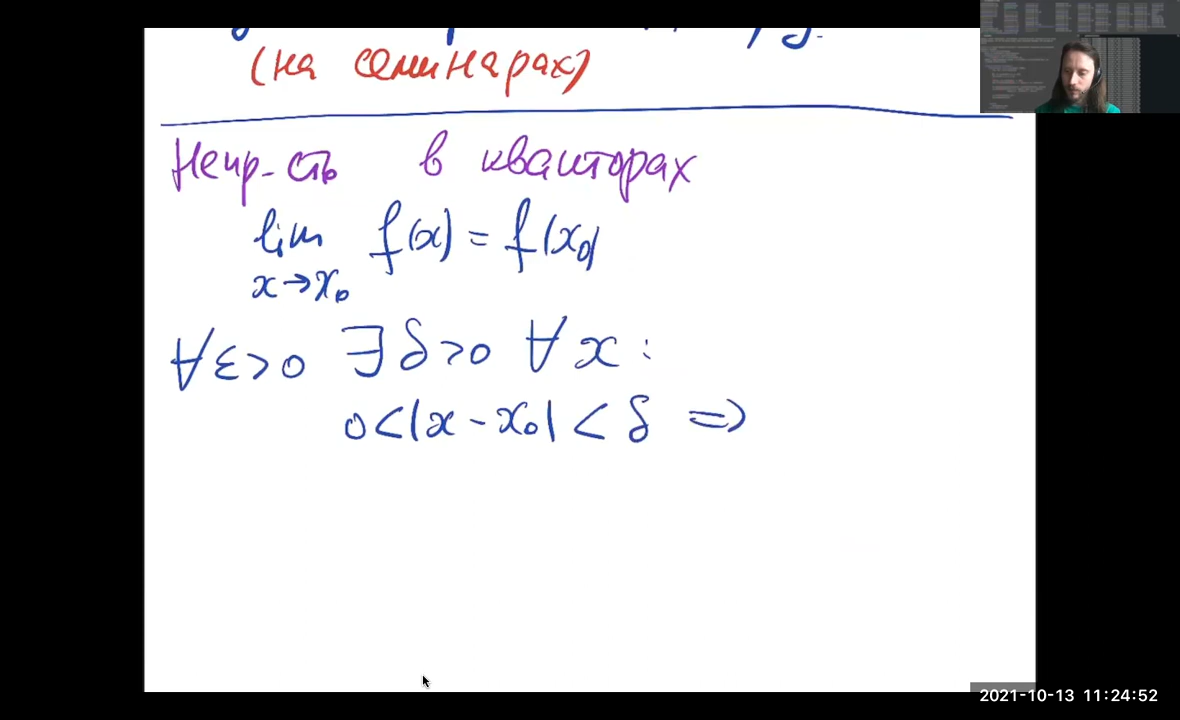 (на семинарах)
Непр-сть в кванторах
lim f(x) = f(x₀)
x→x₀
∀ε>0 ∃δ>0 ∀x:
0<|x-x₀|<δ ⇒
2021-10-13 11:24:52